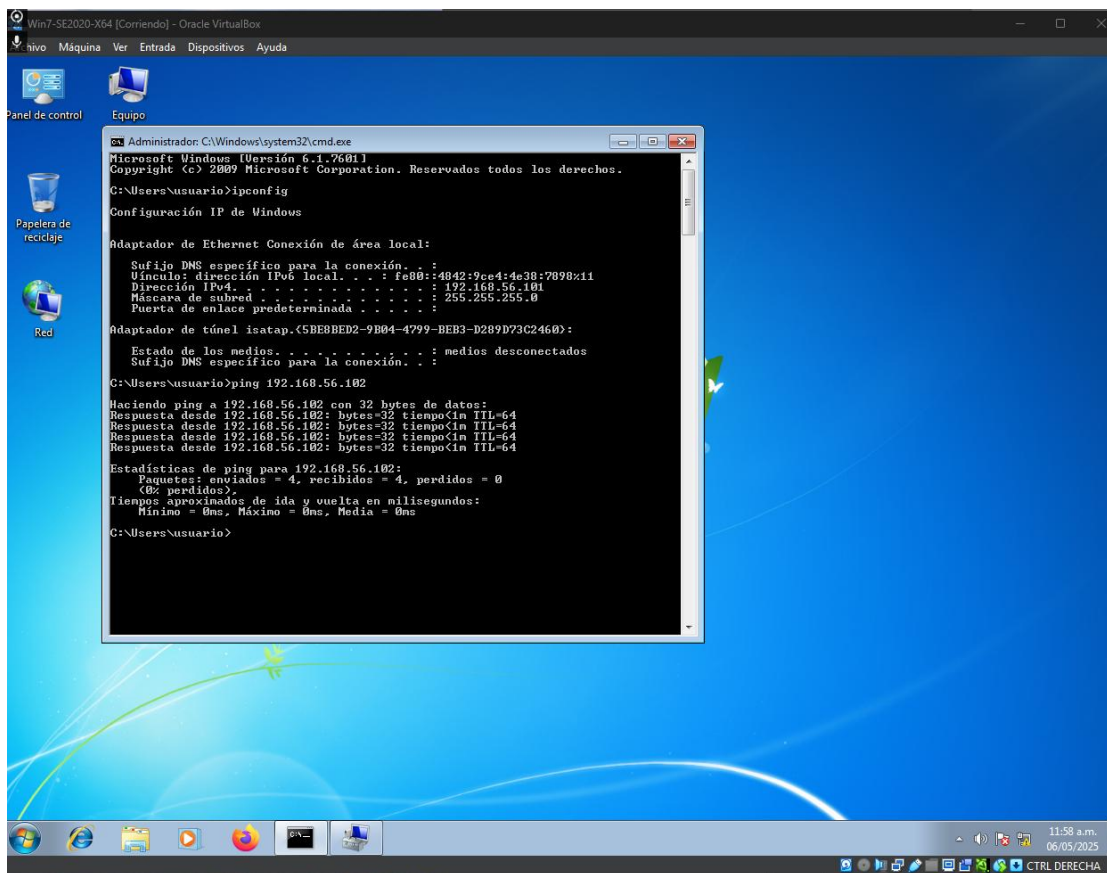 Win7-SE2020-X64 [Corriendo] - Oracle VirtualBox
hivo Máquina Ver Entrada Dispositivos Ayuda
Panel de control
Equipo
Papelera de
reciclaje
Red
Administrador: C:\Windows\system32\cmd.exe
Microsoft Windows [Versión 6.1.7601]
Copyright (c) 2009 Microsoft Corporation. Reservados todos los derechos.
C:\Users\usuario>ipconfig
Configuración IP de Windows
Adaptador de Ethernet Conexión de área local:
Sufijo DNS específico para la conexión. . :
Vínculo: dirección IPv6 local. . . : fe80::4842:9ce4:4e38:7898%11
Dirección IPv4. . . . . . . . . . . . . . : 192.168.56.101
Máscara de subred . . . . . . . . . . . . : 255.255.255.0
Puerta de enlace predeterminada . . . . . :
Adaptador de túnel isatap.{5BE8BED2-9B04-4799-BEB3-D289D73C2460}:
Estado de los medios. . . . . . . . . . . : medios desconectados
Sufijo DNS específico para la conexión. . :
C:\Users\usuario>ping 192.168.56.102
Haciendo ping a 192.168.56.102 con 32 bytes de datos:
Respuesta desde 192.168.56.102: bytes=32 tiempo<1m TTL=64
Respuesta desde 192.168.56.102: bytes=32 tiempo<1m TTL=64
Respuesta desde 192.168.56.102: bytes=32 tiempo<1m TTL=64
Respuesta desde 192.168.56.102: bytes=32 tiempo<1m TTL=64
Estadísticas de ping para 192.168.56.102:
Paquetes: enviados = 4, recibidos = 4, perdidos = 0
(0% perdidos),
Tiempos aproximados de ida y vuelta en milisegundos:
Mínimo = 0ms, Máximo = 0ms, Media = 0ms
C:\Users\usuario>
11:58 a.m.
06/05/2025
CTRL DERECHA